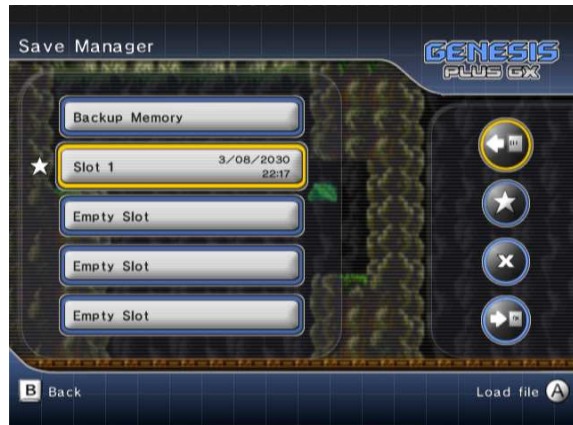 Save Manager
GENESIS
PLUS GX
Backup Memory
Slot 1
3/08/2030
22:17
Empty Slot
Empty Slot
Empty Slot
B Back
Load file A